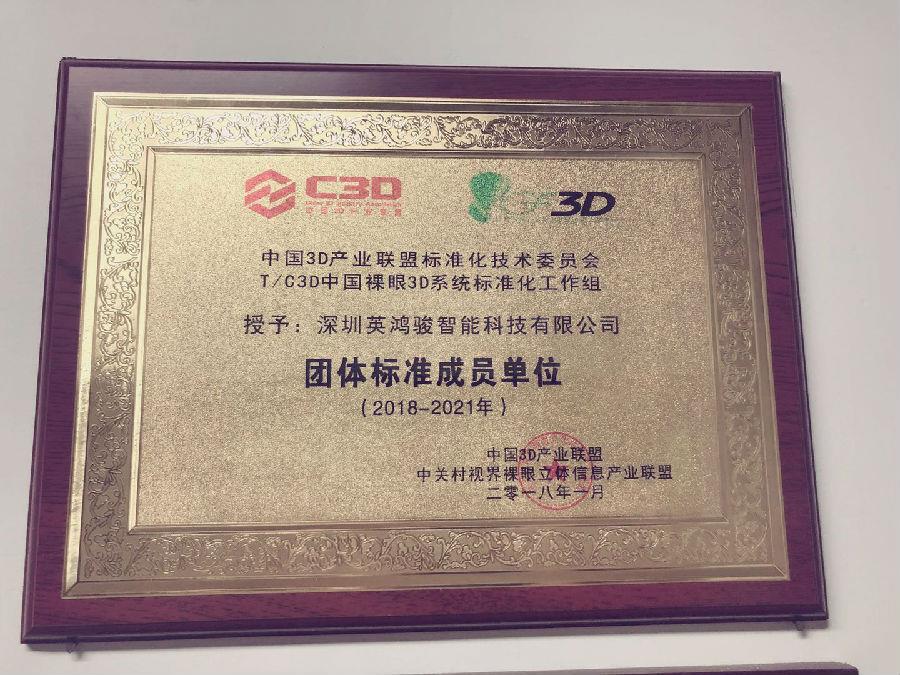 C3D
3D
中国3D产业联盟标准化技术委员会
T/C3D中国裸眼3D系统标准化工作组
授予：深圳英鸿骏智能科技有限公司
团体标准成员单位
（2018-2021年）
中国3D产业联盟
中关村视界裸眼立体信息产业联盟
二零一八年一月